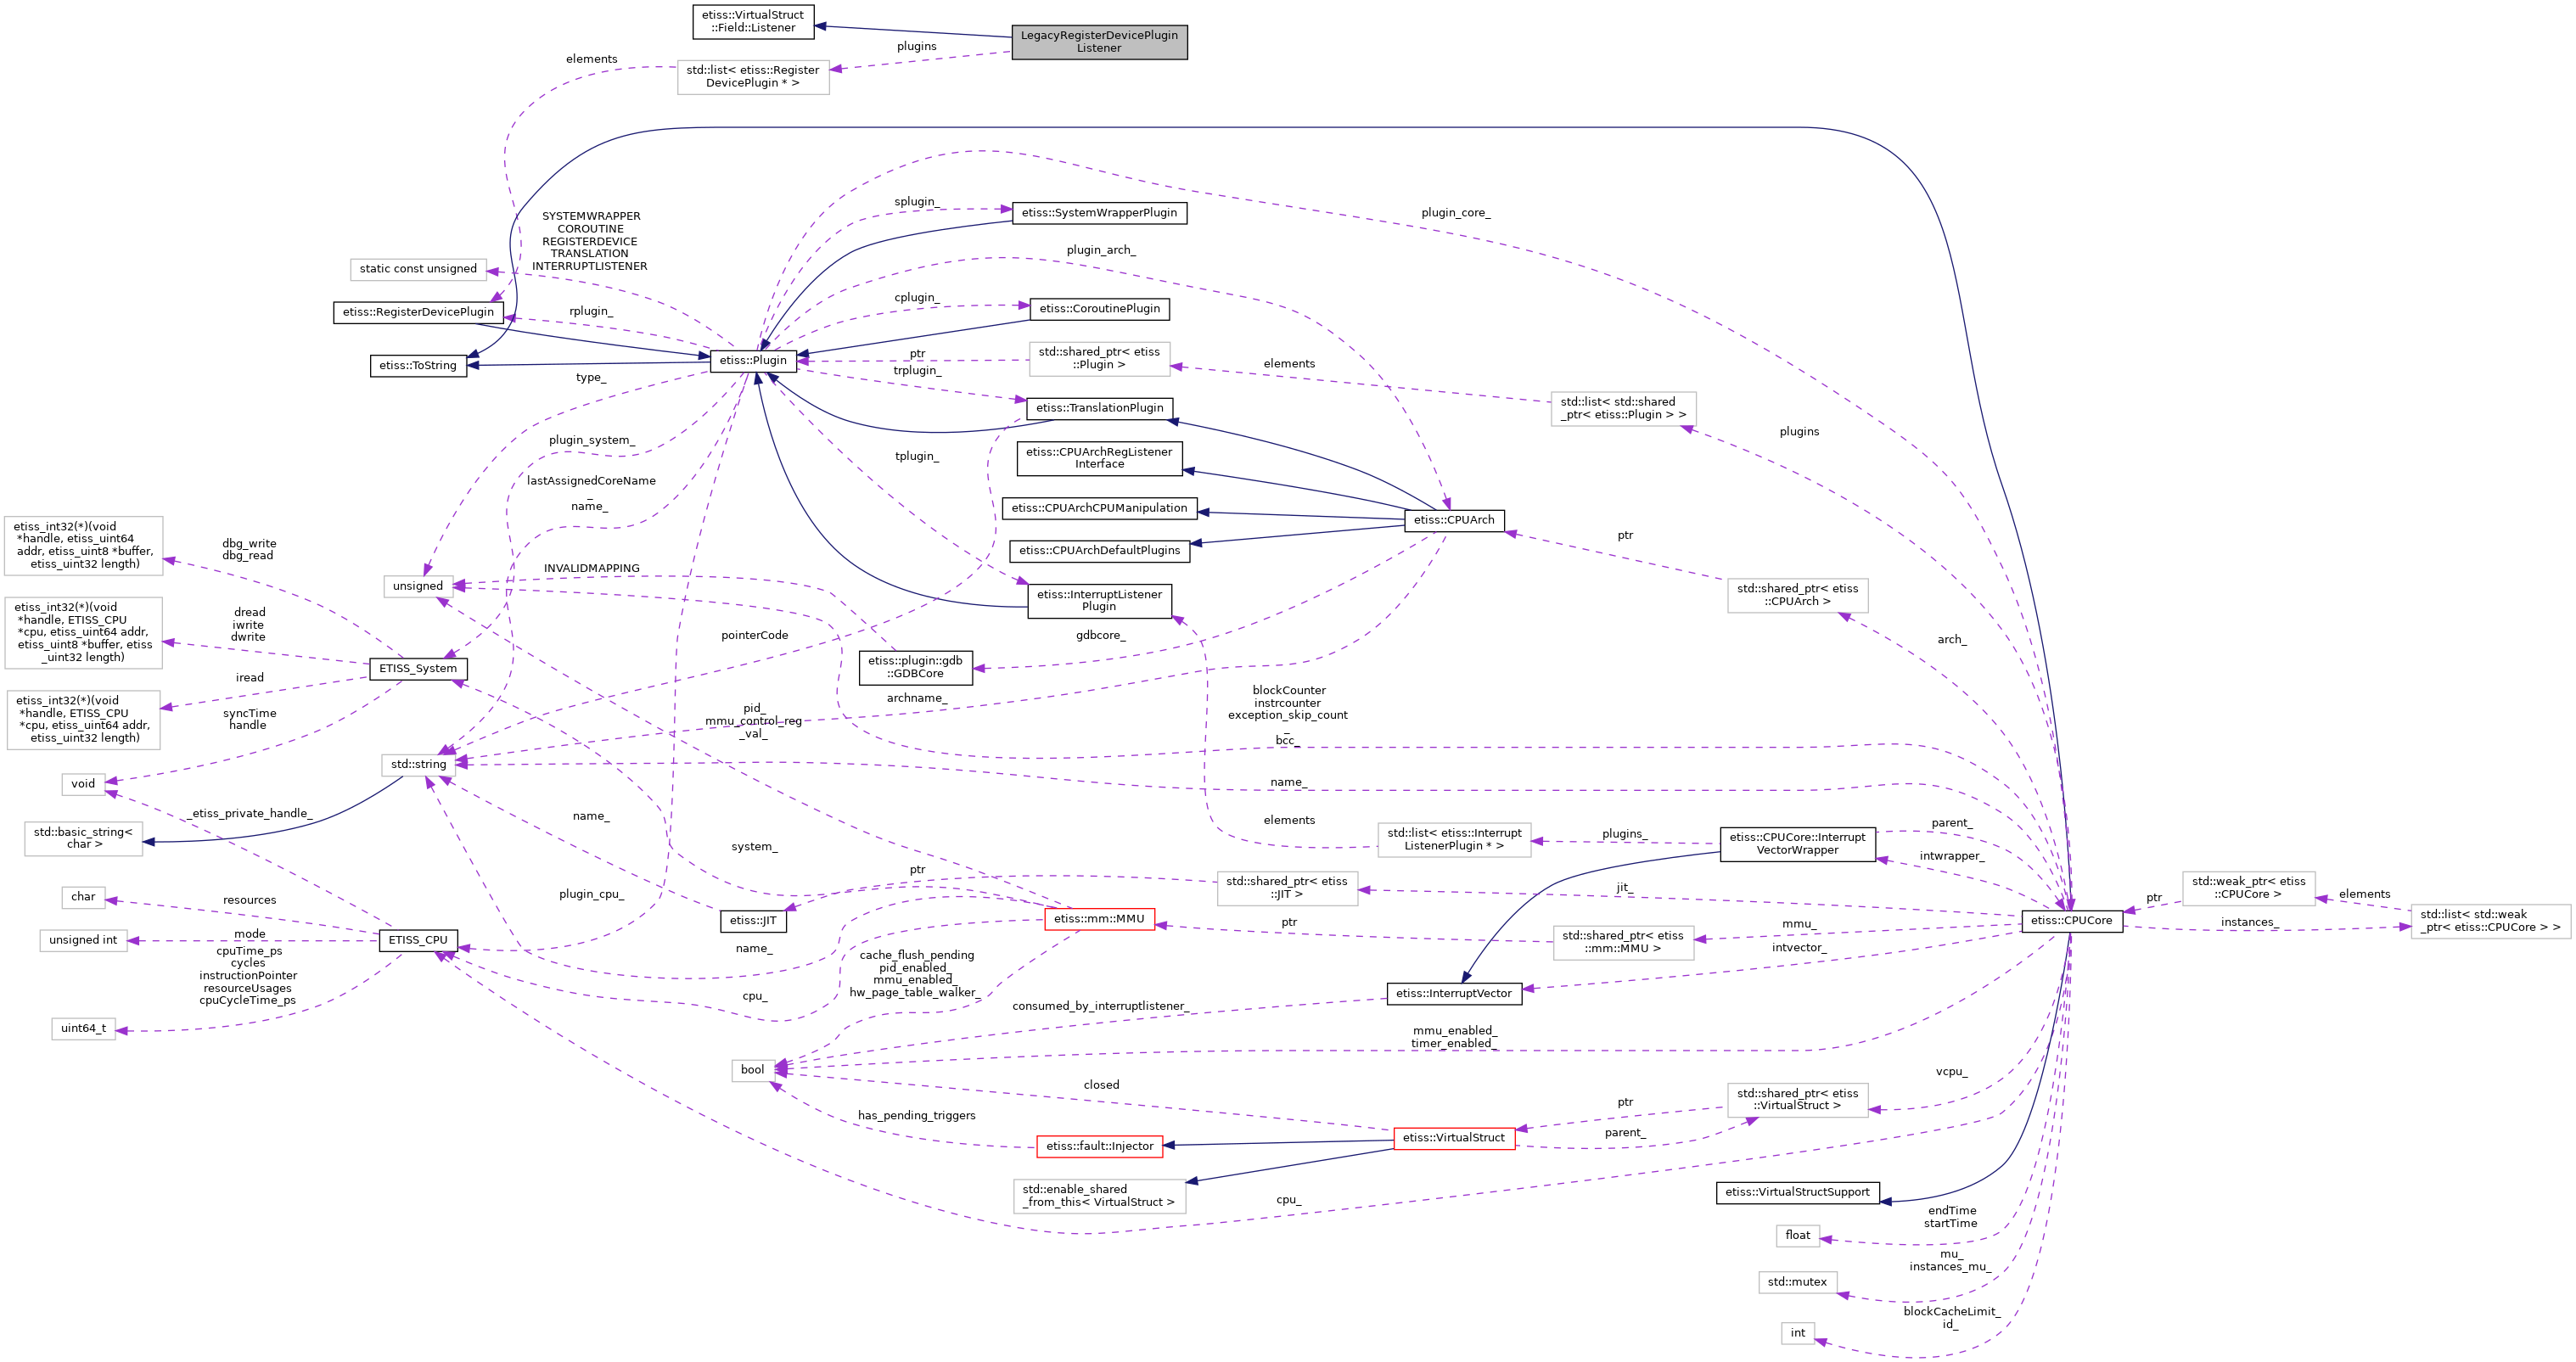 etiss::VirtualStruct
::Field::Listener
LegacyRegisterDevicePlugin
Listener
plugins
elements
std::list< etiss::Register
DevicePlugin * >
splugin_
etiss::SystemWrapperPlugin
plugin_core_
SYSTEMWRAPPER
COROUTINE
REGISTERDEVICE
TRANSLATION
INTERRUPTLISTENER
plugin_arch_
static const unsigned
cplugin_
etiss::CoroutinePlugin
etiss::RegisterDevicePlugin
rplugin_
etiss::ToString
etiss::Plugin
ptr
std::shared_ptr< etiss
::Plugin >
elements
trplugin_
type_
etiss::TranslationPlugin
std::list< std::shared
_ptr< etiss::Plugin > >
plugins
plugin_system_
tplugin_
etiss::CPUArchRegListener
Interface
lastAssignedCoreName
_
name_
etiss::CPUArchCPUManipulation
etiss::CPUArch
etiss_int32(*)(void
*handle, etiss_uint64
addr, etiss_uint8 *buffer,
etiss_uint32 length)
dbg_write
dbg_read
etiss::CPUArchDefaultPlugins
ptr
unsigned
INVALIDMAPPING
etiss::InterruptListener
Plugin
std::shared_ptr< etiss
::CPUArch >
etiss_int32(*)(void
*handle, ETISS_CPU
*cpu, etiss_uint64 addr,
etiss_uint8 *buffer, etiss
_uint32 length)
dread
iwrite
dwrite
pointerCode
gdbcore_
arch_
ETISS_System
etiss::plugin::gdb
::GDBCore
iread
etiss_int32(*)(void
*handle, ETISS_CPU
*cpu, etiss_uint64 addr,
etiss_uint32 length)
syncTime
handle
pid_
mmu_control_reg
_val_
archname_
blockCounter
instrcounter
exception_skip_count
_
bcc_
std::string
void
name_
_etiss_private_handle_
name_
std::basic_string<
char >
system_
elements
std::list< etiss::Interrupt
ListenerPlugin * >
plugins_
etiss::CPUCore::Interrupt
VectorWrapper
parent_
intwrapper_
ptr
std::shared_ptr< etiss
::JIT >
jit_
char
resources
plugin_cpu_
etiss::JIT
etiss::mm::MMU
ptr
std::shared_ptr< etiss
::mm::MMU >
mmu_
etiss::CPUCore
ptr
std::weak_ptr< etiss
::CPUCore >
elements
instances_
std::list< std::weak
_ptr< etiss::CPUCore > >
unsigned int
mode
ETISS_CPU
name_
intvector_
cpuTime_ps
cycles
instructionPointer
resourceUsages
cpuCycleTime_ps
cache_flush_pending
pid_enabled_
mmu_enabled_
hw_page_table_walker_
cpu_
etiss::InterruptVector
consumed_by_interruptlistener_
uint64_t
mmu_enabled_
timer_enabled_
bool
closed
vcpu_
std::shared_ptr< etiss
::VirtualStruct >
ptr
has_pending_triggers
parent_
etiss::fault::Injector
etiss::VirtualStruct
std::enable_shared
_from_this< VirtualStruct >
cpu_
etiss::VirtualStructSupport
endTime
startTime
float
mu_
instances_mu_
std::mutex
blockCacheLimit_
id_
int